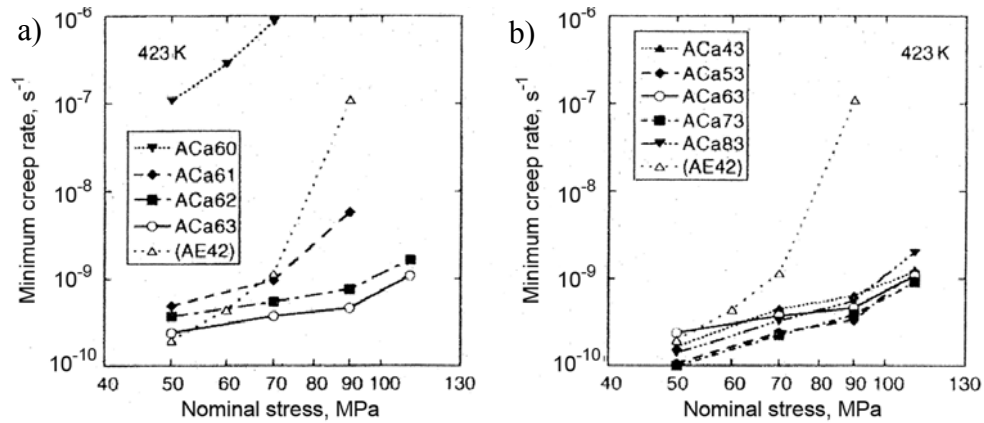 a)
10⁻⁶
10⁻⁷
10⁻⁸
10⁻⁹
10⁻¹⁰
Minimum creep rate, s⁻¹
423 K
ACa60
ACa61
ACa62
ACa63
(AE42)
40 50 60 70 80 90 100 130
Nominal stress, MPa
b)
10⁻⁶
10⁻⁷
10⁻⁸
10⁻⁹
10⁻¹⁰
Minimum creep rate, s⁻¹
ACa43
ACa53
ACa63
ACa73
ACa83
(AE42)
423 K
40 50 60 70 80 90 100 130
Nominal stress, MPa